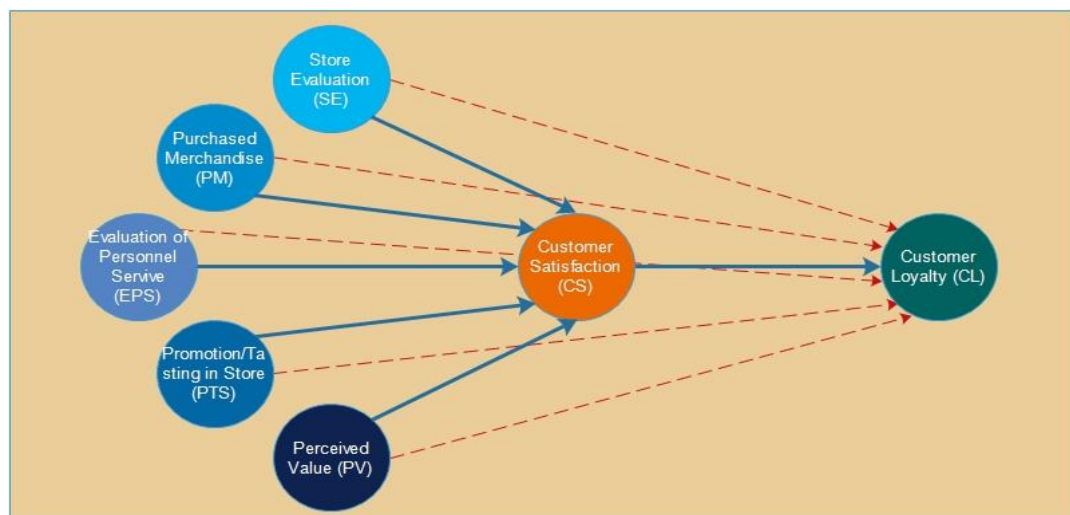 Store
Evaluation
(SE)
Purchased
Merchandise
(PM)
Evaluation of
Personnel
Servive
(EPS)
Customer
Satisfaction
(CS)
Customer
Loyalty (CL)
Promotion/Ta
sting in Store
(PTS)
Perceived
Value (PV)